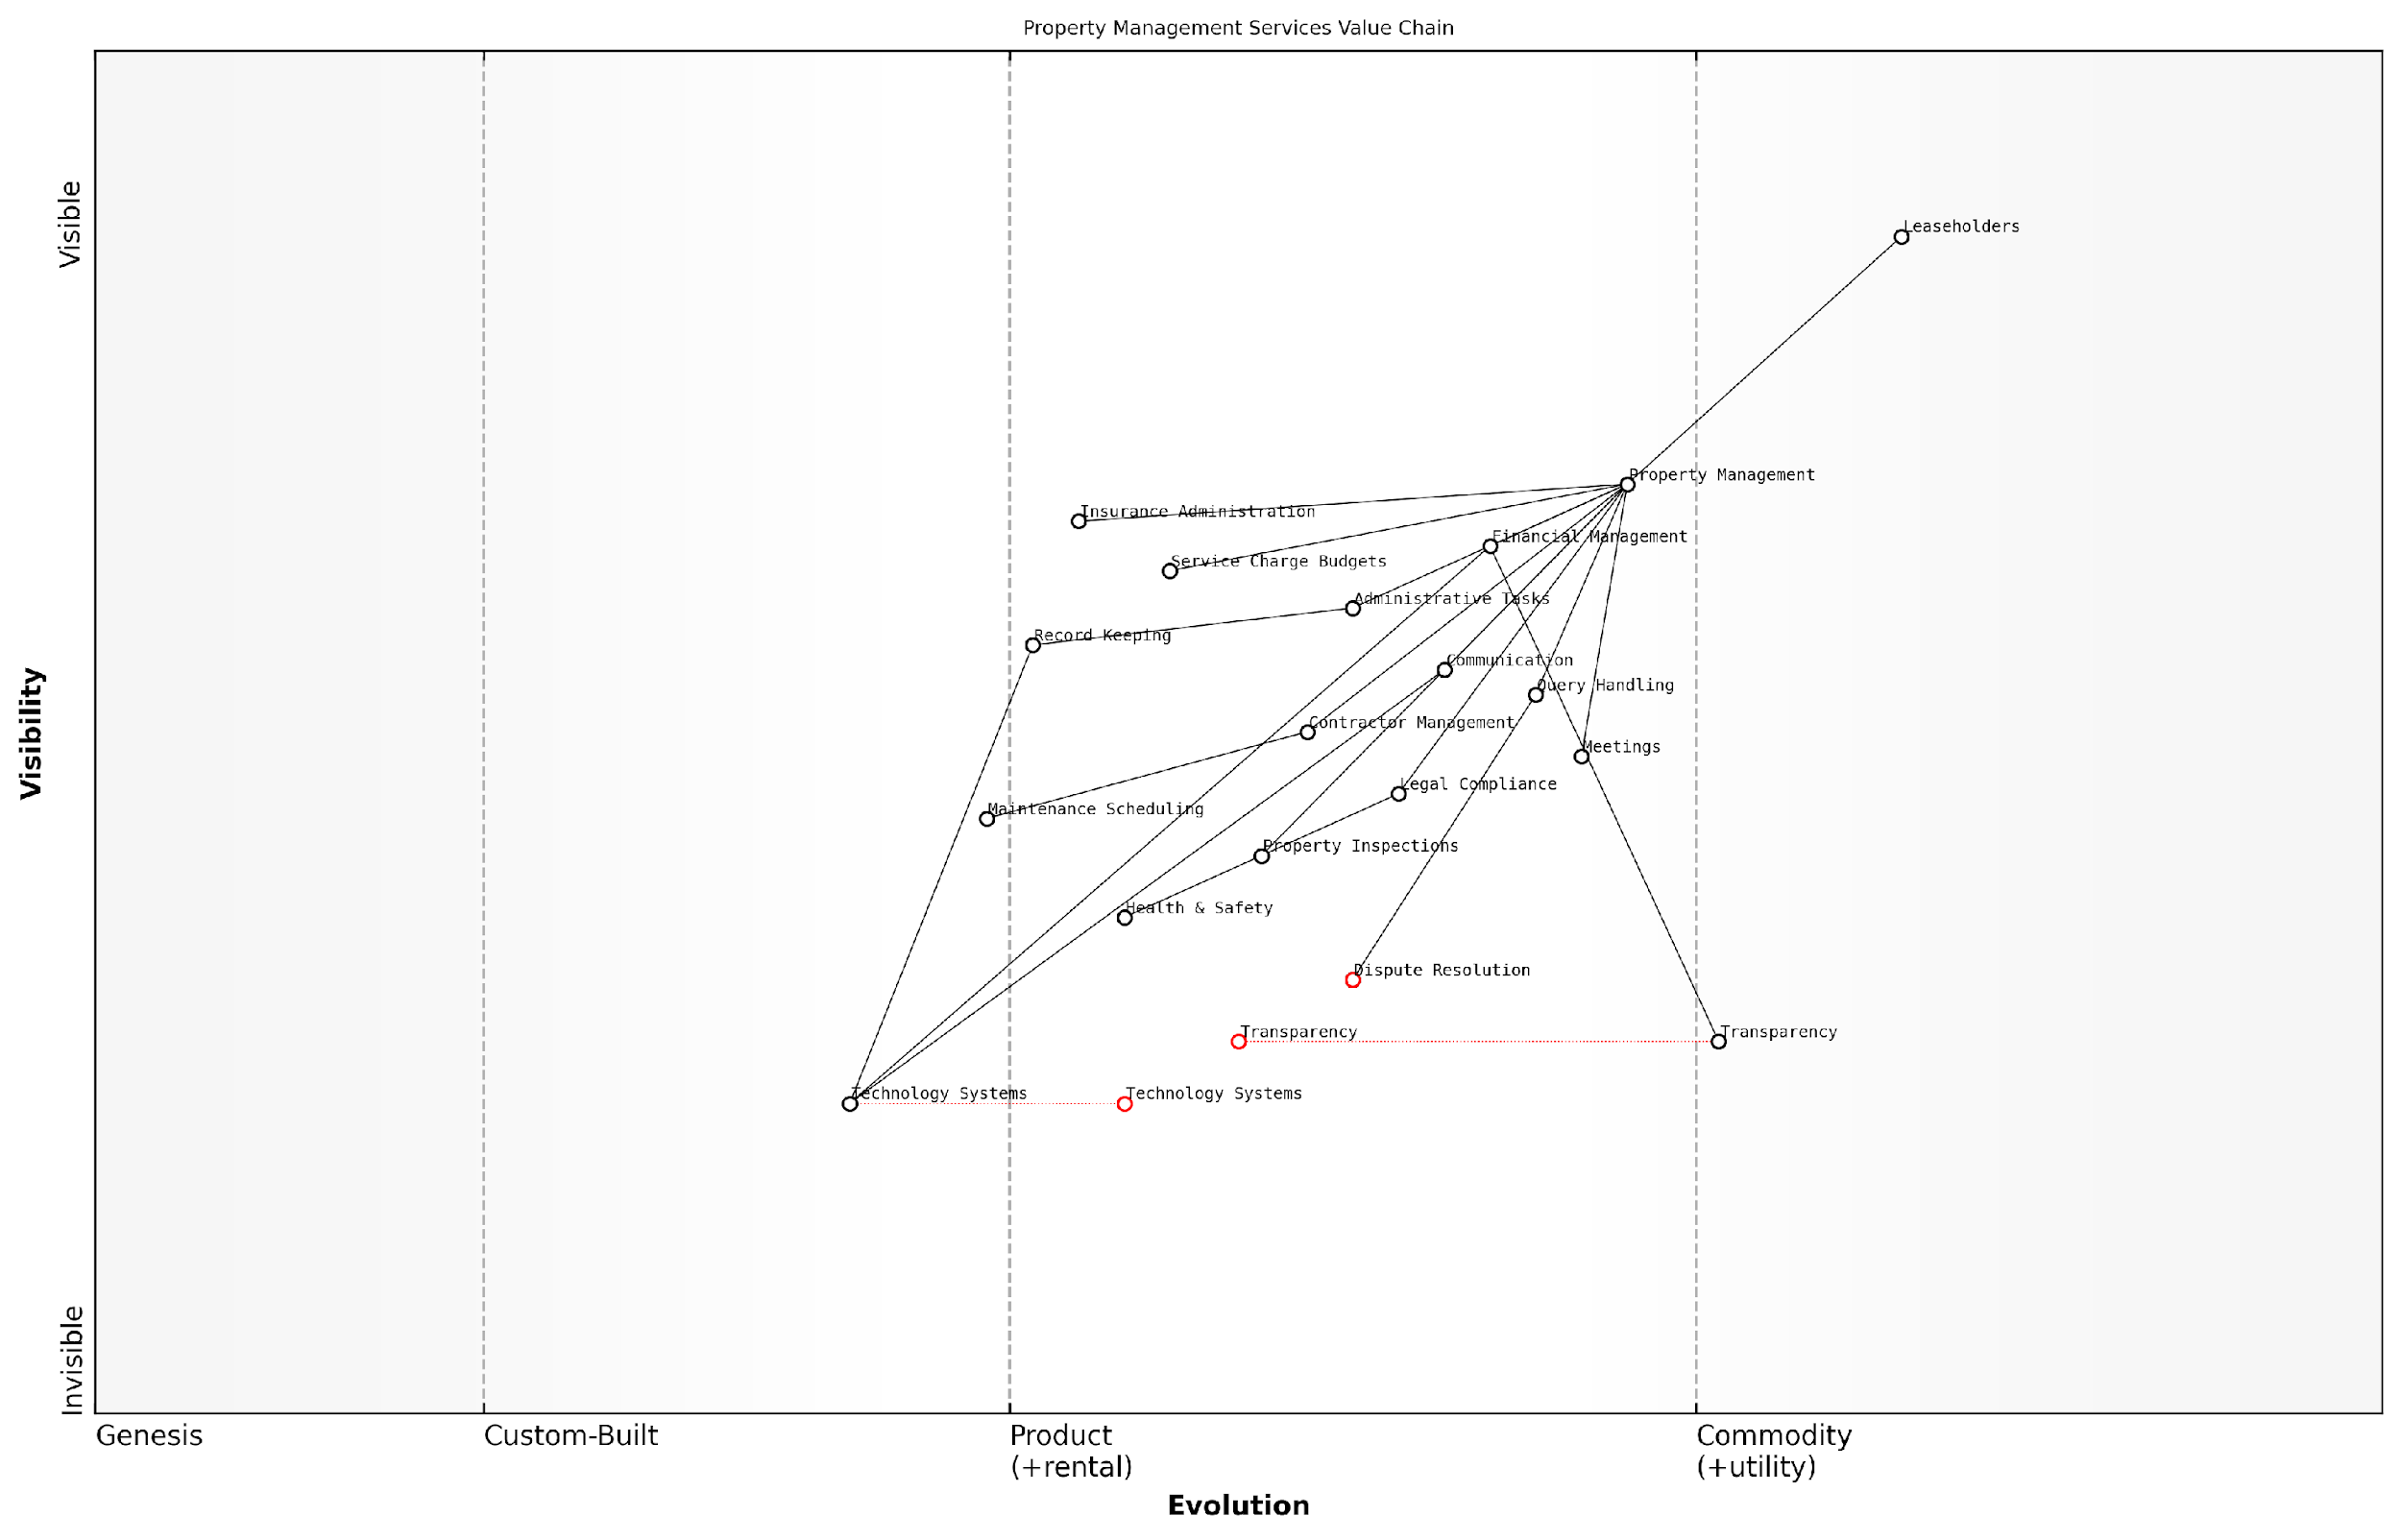 Property Management Services Value Chain
Visible
Leaseholders
Property Management
Insurance Administration
Financial Management
Service Charge Budgets
Administrative Tasks
Record Keeping
Communication
Query Handling
Contractor Management
Meetings
Legal Compliance
Maintenance Scheduling
Property Inspections
Health & Safety
Dispute Resolution
Transparency
Transparency
Technology Systems
Technology Systems
Visibility
Invisible
Genesis
Custom-Built
Product
(+rental)
Commodity
(+utility)
Evolution